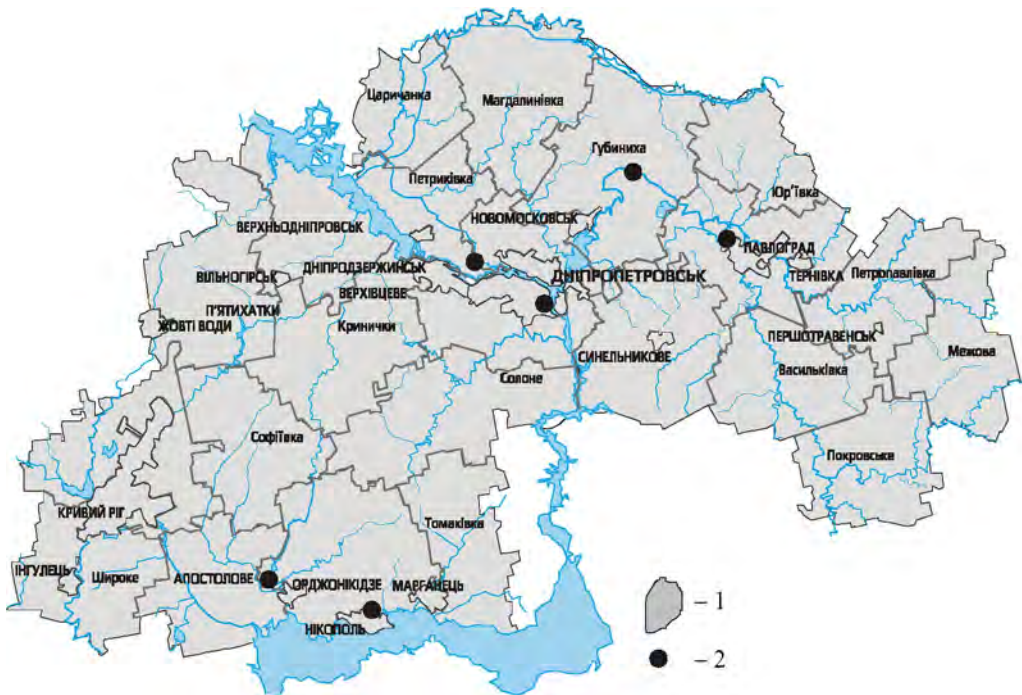 Царичанка
Магдалинівка
Губиниха
Петриківка
Юр'ївка
НОВОМОСКОВСЬК
ВЕРХНЬОДНІПРОВСЬК
ПАВЛОГРАД
ДНІПРОДЗЕРЖИНСЬК
ДНІПРОПЕТРОВСЬК
ВІЛЬНОГІРСЬК
ТЕРНІВКА
Петропавлівка
ВЕРХІВЦЕВЕ
П'ЯТИХАТКИ
ЖОВТІ ВОДИ
Кринички
ПЕРШОТРАВЕНСЬК
Межова
СИНЕЛЬНИКОВЕ
Васильківка
Солоне
Софіївка
Покровське
КРИВИЙ РІГ
Томаківка
ІНГУЛЕЦЬ
Широке
АПОСТОЛОВЕ
ОРДЖОНІКІДЗЕ
МАРГАНЕЦЬ
НІКОПОЛЬ
– 1
– 2